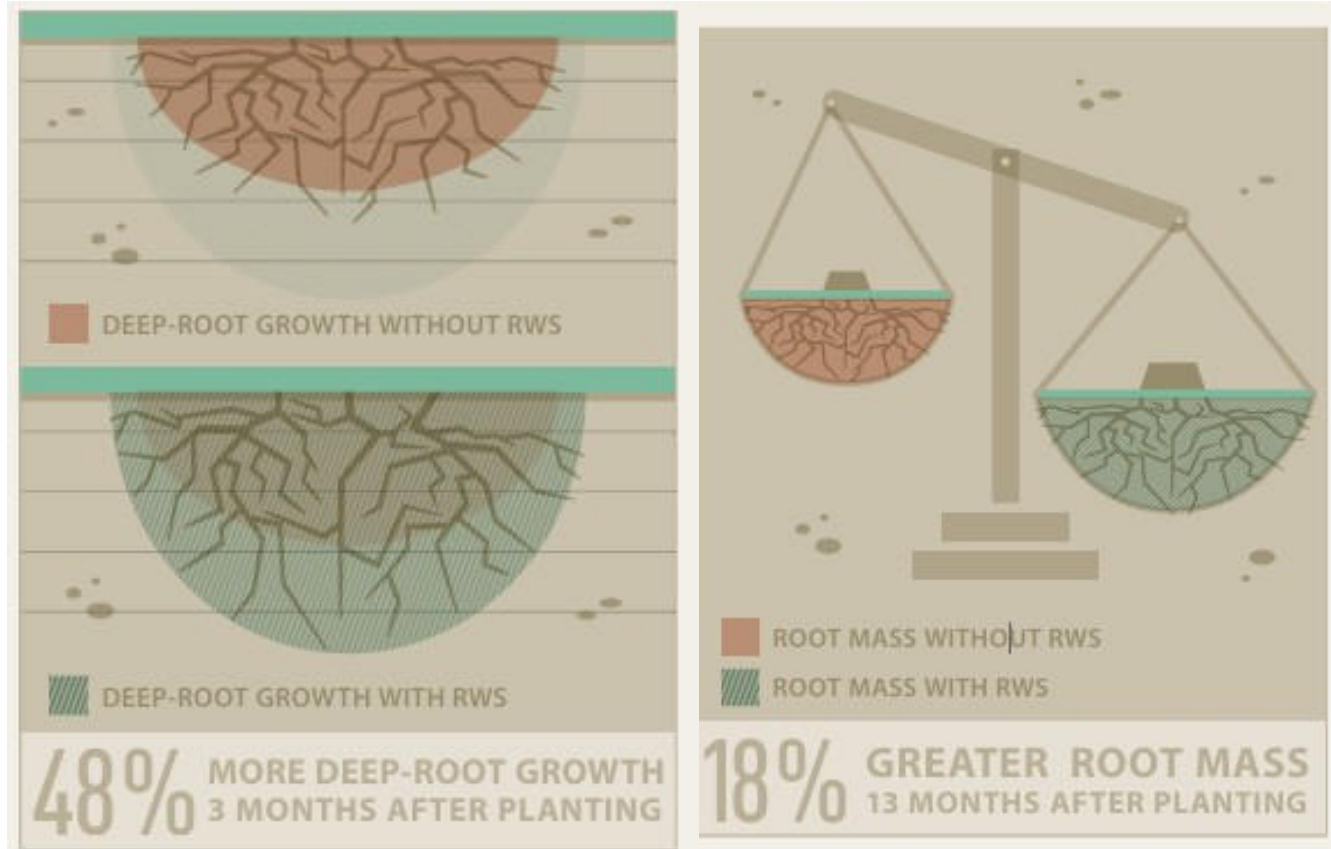 DEEP-ROOT GROWTH WITHOUT RWS
DEEP-ROOT GROWTH WITH RWS
48%
MORE DEEP-ROOT GROWTH
3 MONTHS AFTER PLANTING
ROOT MASS WITHOUT RWS
ROOT MASS WITH RWS
18%
GREATER ROOT MASS
13 MONTHS AFTER PLANTING